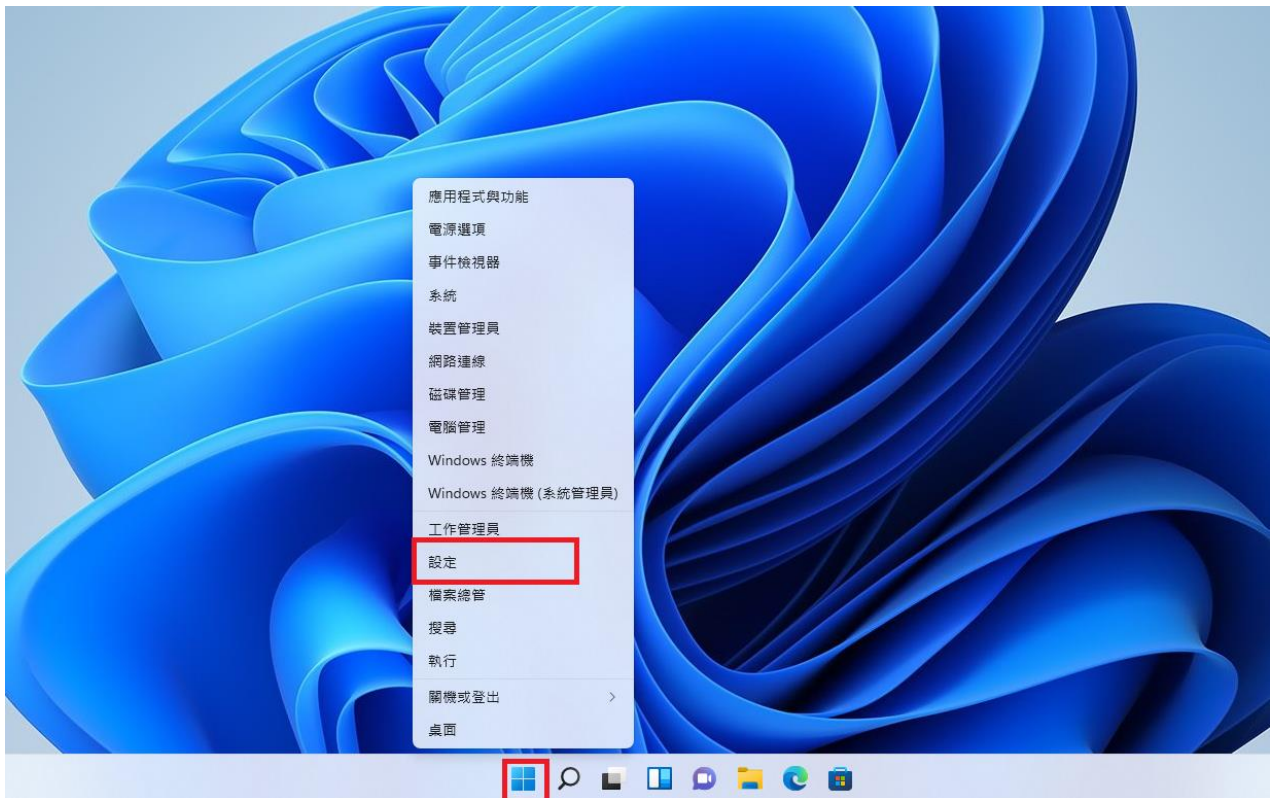 應用程式與功能
電源選項
事件檢視器
系統
裝置管理員
網路連線
磁碟管理
電腦管理
Windows 終端機
Windows 終端機 (系統管理員)
工作管理員
設定
檔案總管
搜尋
執行
關機或登出
桌面